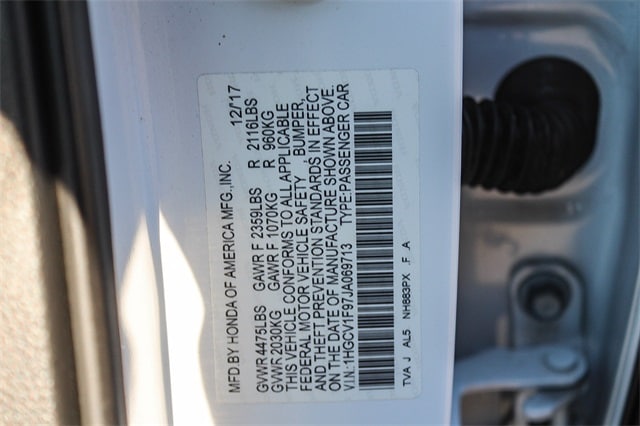 MFD BY HONDA OF AMERICA MFG.,INC. 12/17
GVWR 4475LBS GAWR F 2359LBS R 2116LBS
GVWR 2030KG GAWR F 1070KG R 960KG
THIS VEHICLE CONFORMS TO ALL APPLICABLE
FEDERAL MOTOR VEHICLE SAFETY , BUMPER,
AND THEFT PREVENTION STANDARDS IN EFFECT
ON THE DATE OF MANUFACTURE SHOWN ABOVE.
V.I.N.:1HGCV1F97JA069713 TYPE:PASSENGER CAR
TVA J AL5 NH883PX F A